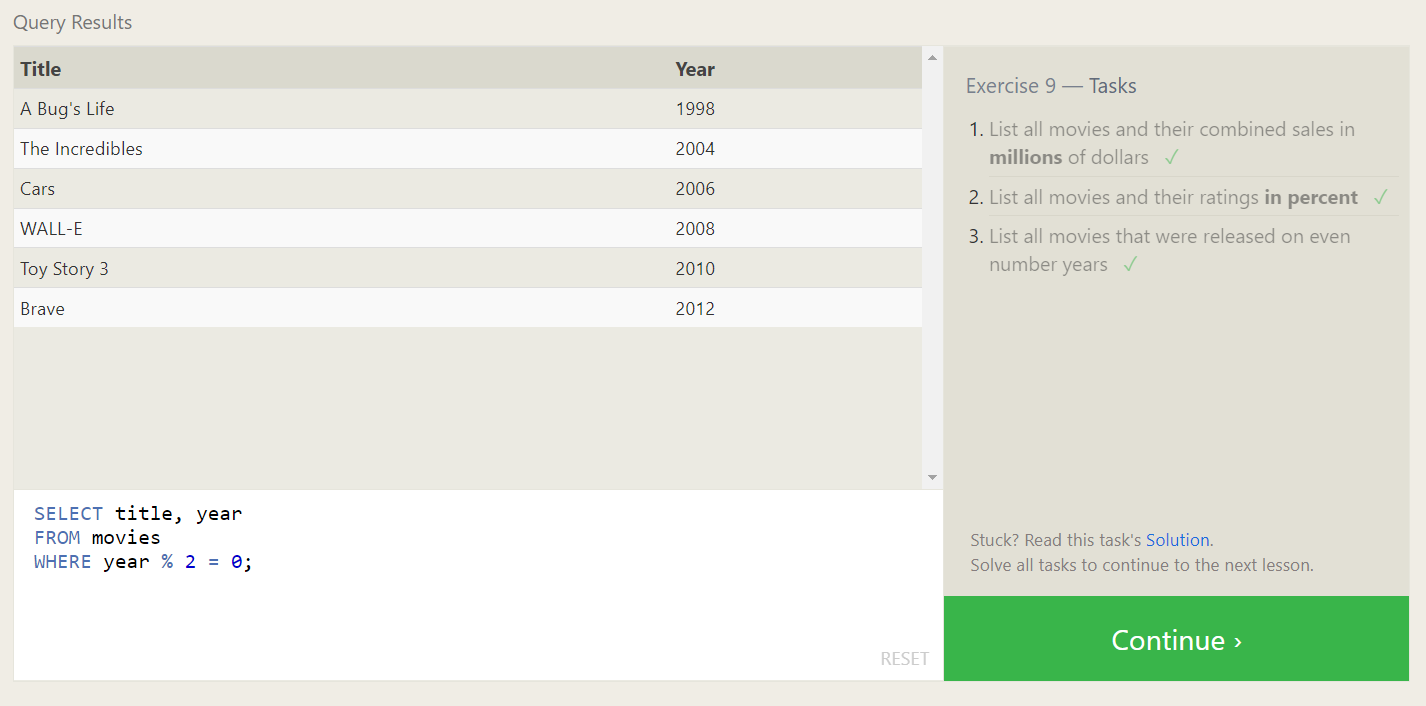 Query Results
Title Year
A Bug's Life 1998
The Incredibles 2004
Cars 2006
WALL-E 2008
Toy Story 3 2010
Brave 2012
SELECT title, year
FROM movies
WHERE year % 2 = 0;
RESET
Exercise 9 — Tasks
1. List all movies and their combined sales in
millions of dollars ✓
2. List all movies and their ratings in percent ✓
3. List all movies that were released on even
number years ✓
Stuck? Read this task's Solution.
Solve all tasks to continue to the next lesson.
Continue ›